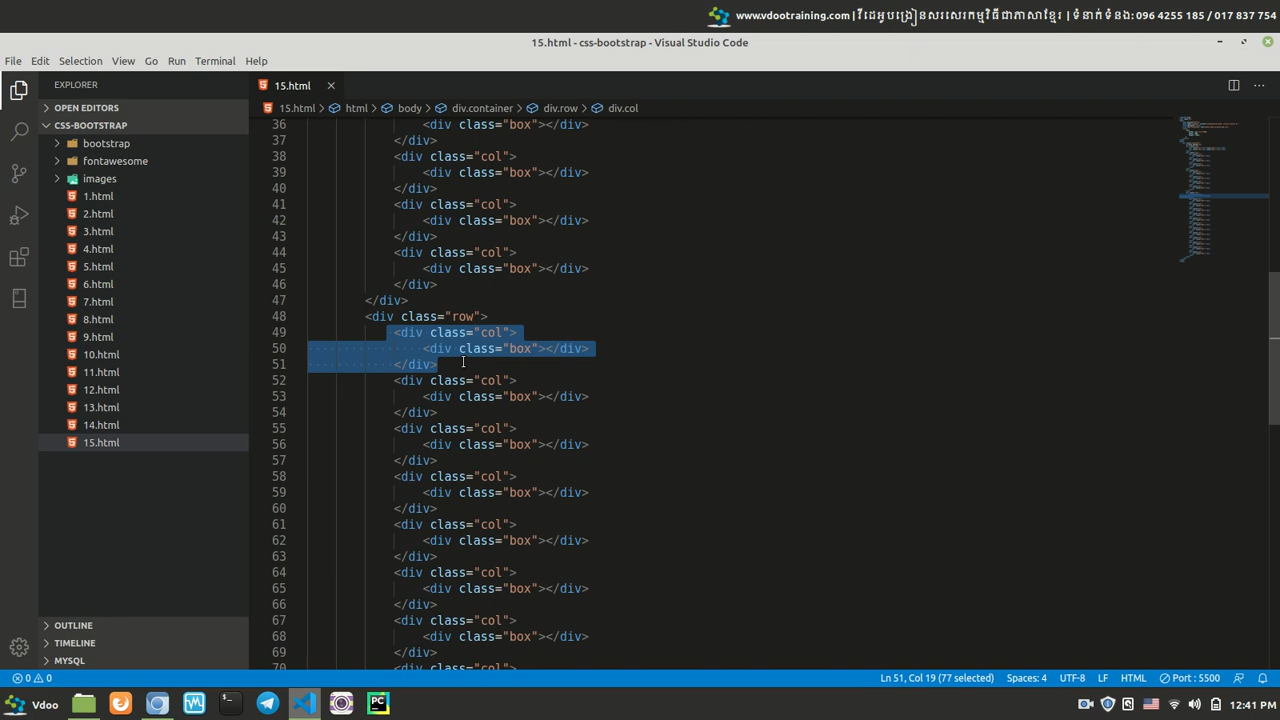 www.vdootraining.com | វីដេអូបង្រៀនសរសេរកម្មវិធីជាភាសាខ្មែរ | ទំនាក់ទំនង: 096 4255 185 / 017 837 754
15.html - css-bootstrap - Visual Studio Code
File Edit Selection View Go Run Terminal Help
EXPLORER
OPEN EDITORS
CSS-BOOTSTRAP
bootstrap
fontawesome
images
1.html
2.html
3.html
4.html
5.html
6.html
7.html
8.html
9.html
10.html
11.html
12.html
13.html
14.html
15.html
OUTLINE
TIMELINE
MYSQL
15.html
15.html html body div.container div.row div.col
36 <div class="box"></div>
37 </div>
38 <div class="col">
39 <div class="box"></div>
40 </div>
41 <div class="col">
42 <div class="box"></div>
43 </div>
44 <div class="col">
45 <div class="box"></div>
46 </div>
47 </div>
48 <div class="row">
49 <div class="col">
50 <div class="box"></div>
51 </div>
52 <div class="col">
53 <div class="box"></div>
54 </div>
55 <div class="col">
56 <div class="box"></div>
57 </div>
58 <div class="col">
59 <div class="box"></div>
60 </div>
61 <div class="col">
62 <div class="box"></div>
63 </div>
64 <div class="col">
65 <div class="box"></div>
66 </div>
67 <div class="col">
68 <div class="box"></div>
69 </div>
70 <div class="col">
0 0 Ln 51, Col 19 (77 selected) Spaces: 4 UTF-8 LF HTML Port : 5500
Vdoo 12:41 PM